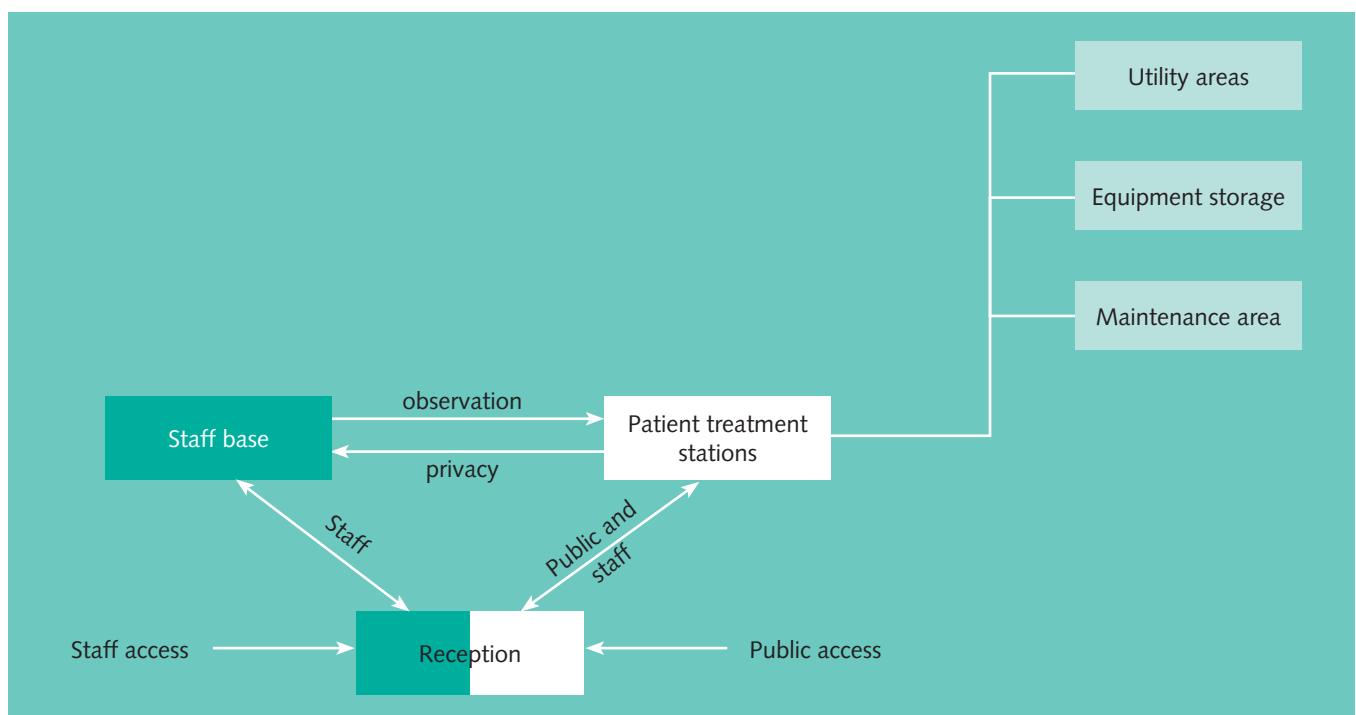 Utility areas
Equipment storage
Maintenance area
observation
Staff base
Patient treatment
stations
privacy
Staff
Public and
staff
Staff access
Reception
Public access